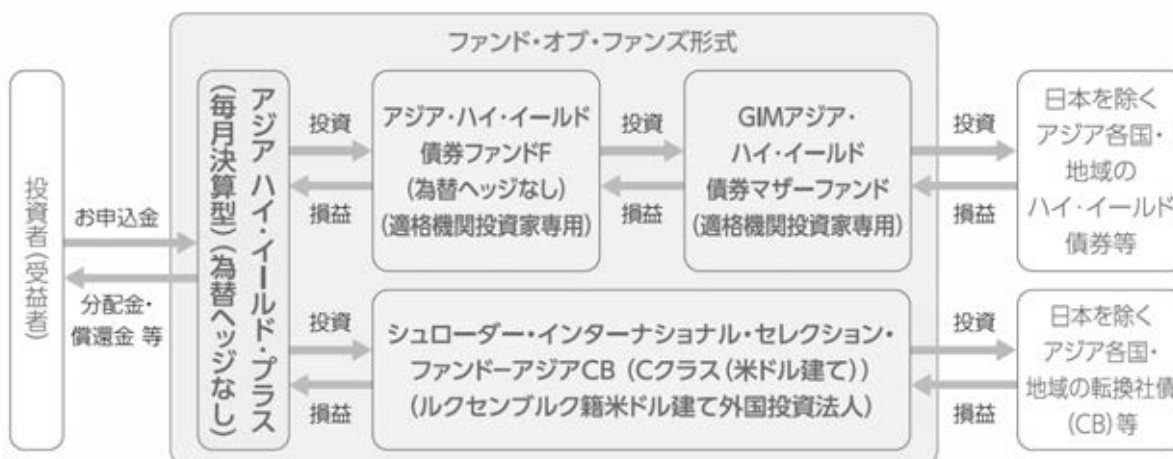 ファンド・オブ・ファンズ形式
投資者(受益者)
お申込金
分配金・
償還金 等
アジア ハイ・イールド・プラス
(毎月決算型)(為替ヘッジなし)
投資
損益
アジア・ハイ・イールド
債券ファンドF
(為替ヘッジなし)
(適格機関投資家専用)
投資
損益
GIMアジア・
ハイ・イールド
債券マザーファンド
(適格機関投資家専用)
投資
損益
日本を除く
アジア各国・
地域の
ハイ・イールド
債券等
投資
損益
シュローダー・インターナショナル・セレクション・
ファンドーアジアCB (Cクラス(米ドル建て))
(ルクセンブルク籍米ドル建て外国投資法人)
投資
損益
日本を除く
アジア各国・
地域の転換社債
(CB)等